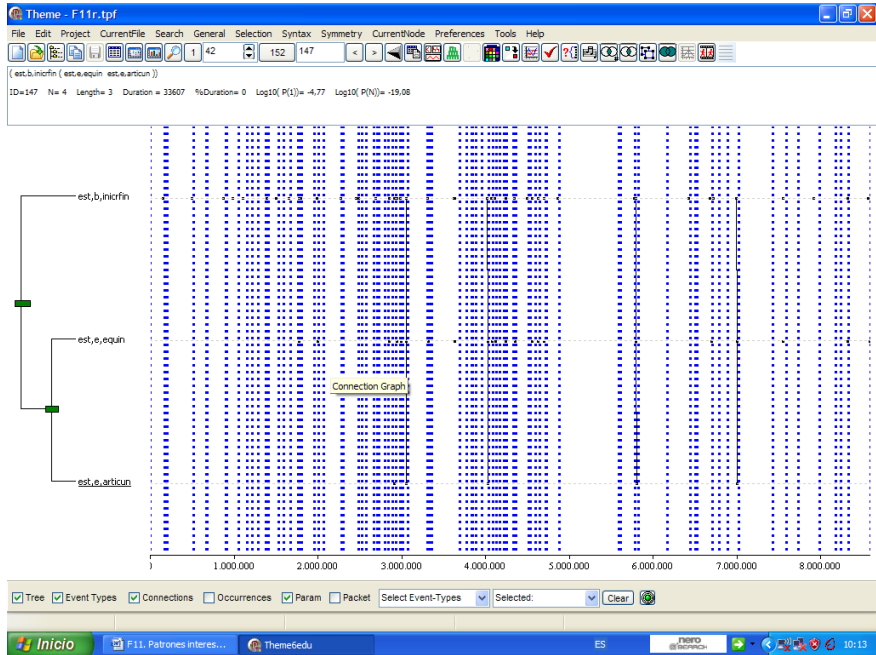 Theme - F11r.tpf
File Edit Project CurrentFile Search General Selection Syntax Symmetry CurrentNode Preferences Tools Help
1 42 152 147 < >
( est,b,inicrfin ( est,e,equin est,e,articun ))
ID=147 N= 4 Length= 3 Duration = 33607 %Duration= 0 Log10( P(1))= -4,77 Log10( P(N))= -19,08
est,b,inicrfin
est,e,equin
Connection Graph
est,e,articun
) 1.000.000 2.000.000 3.000.000 4.000.000 5.000.000 6.000.000 7.000.000 8.000.000
Tree Event Types Connections Occurrences Param Packet Select Event-Types Selected: Clear
Inicio F11. Patrones interes... Theme6edu ES nero SEARCH 10:13